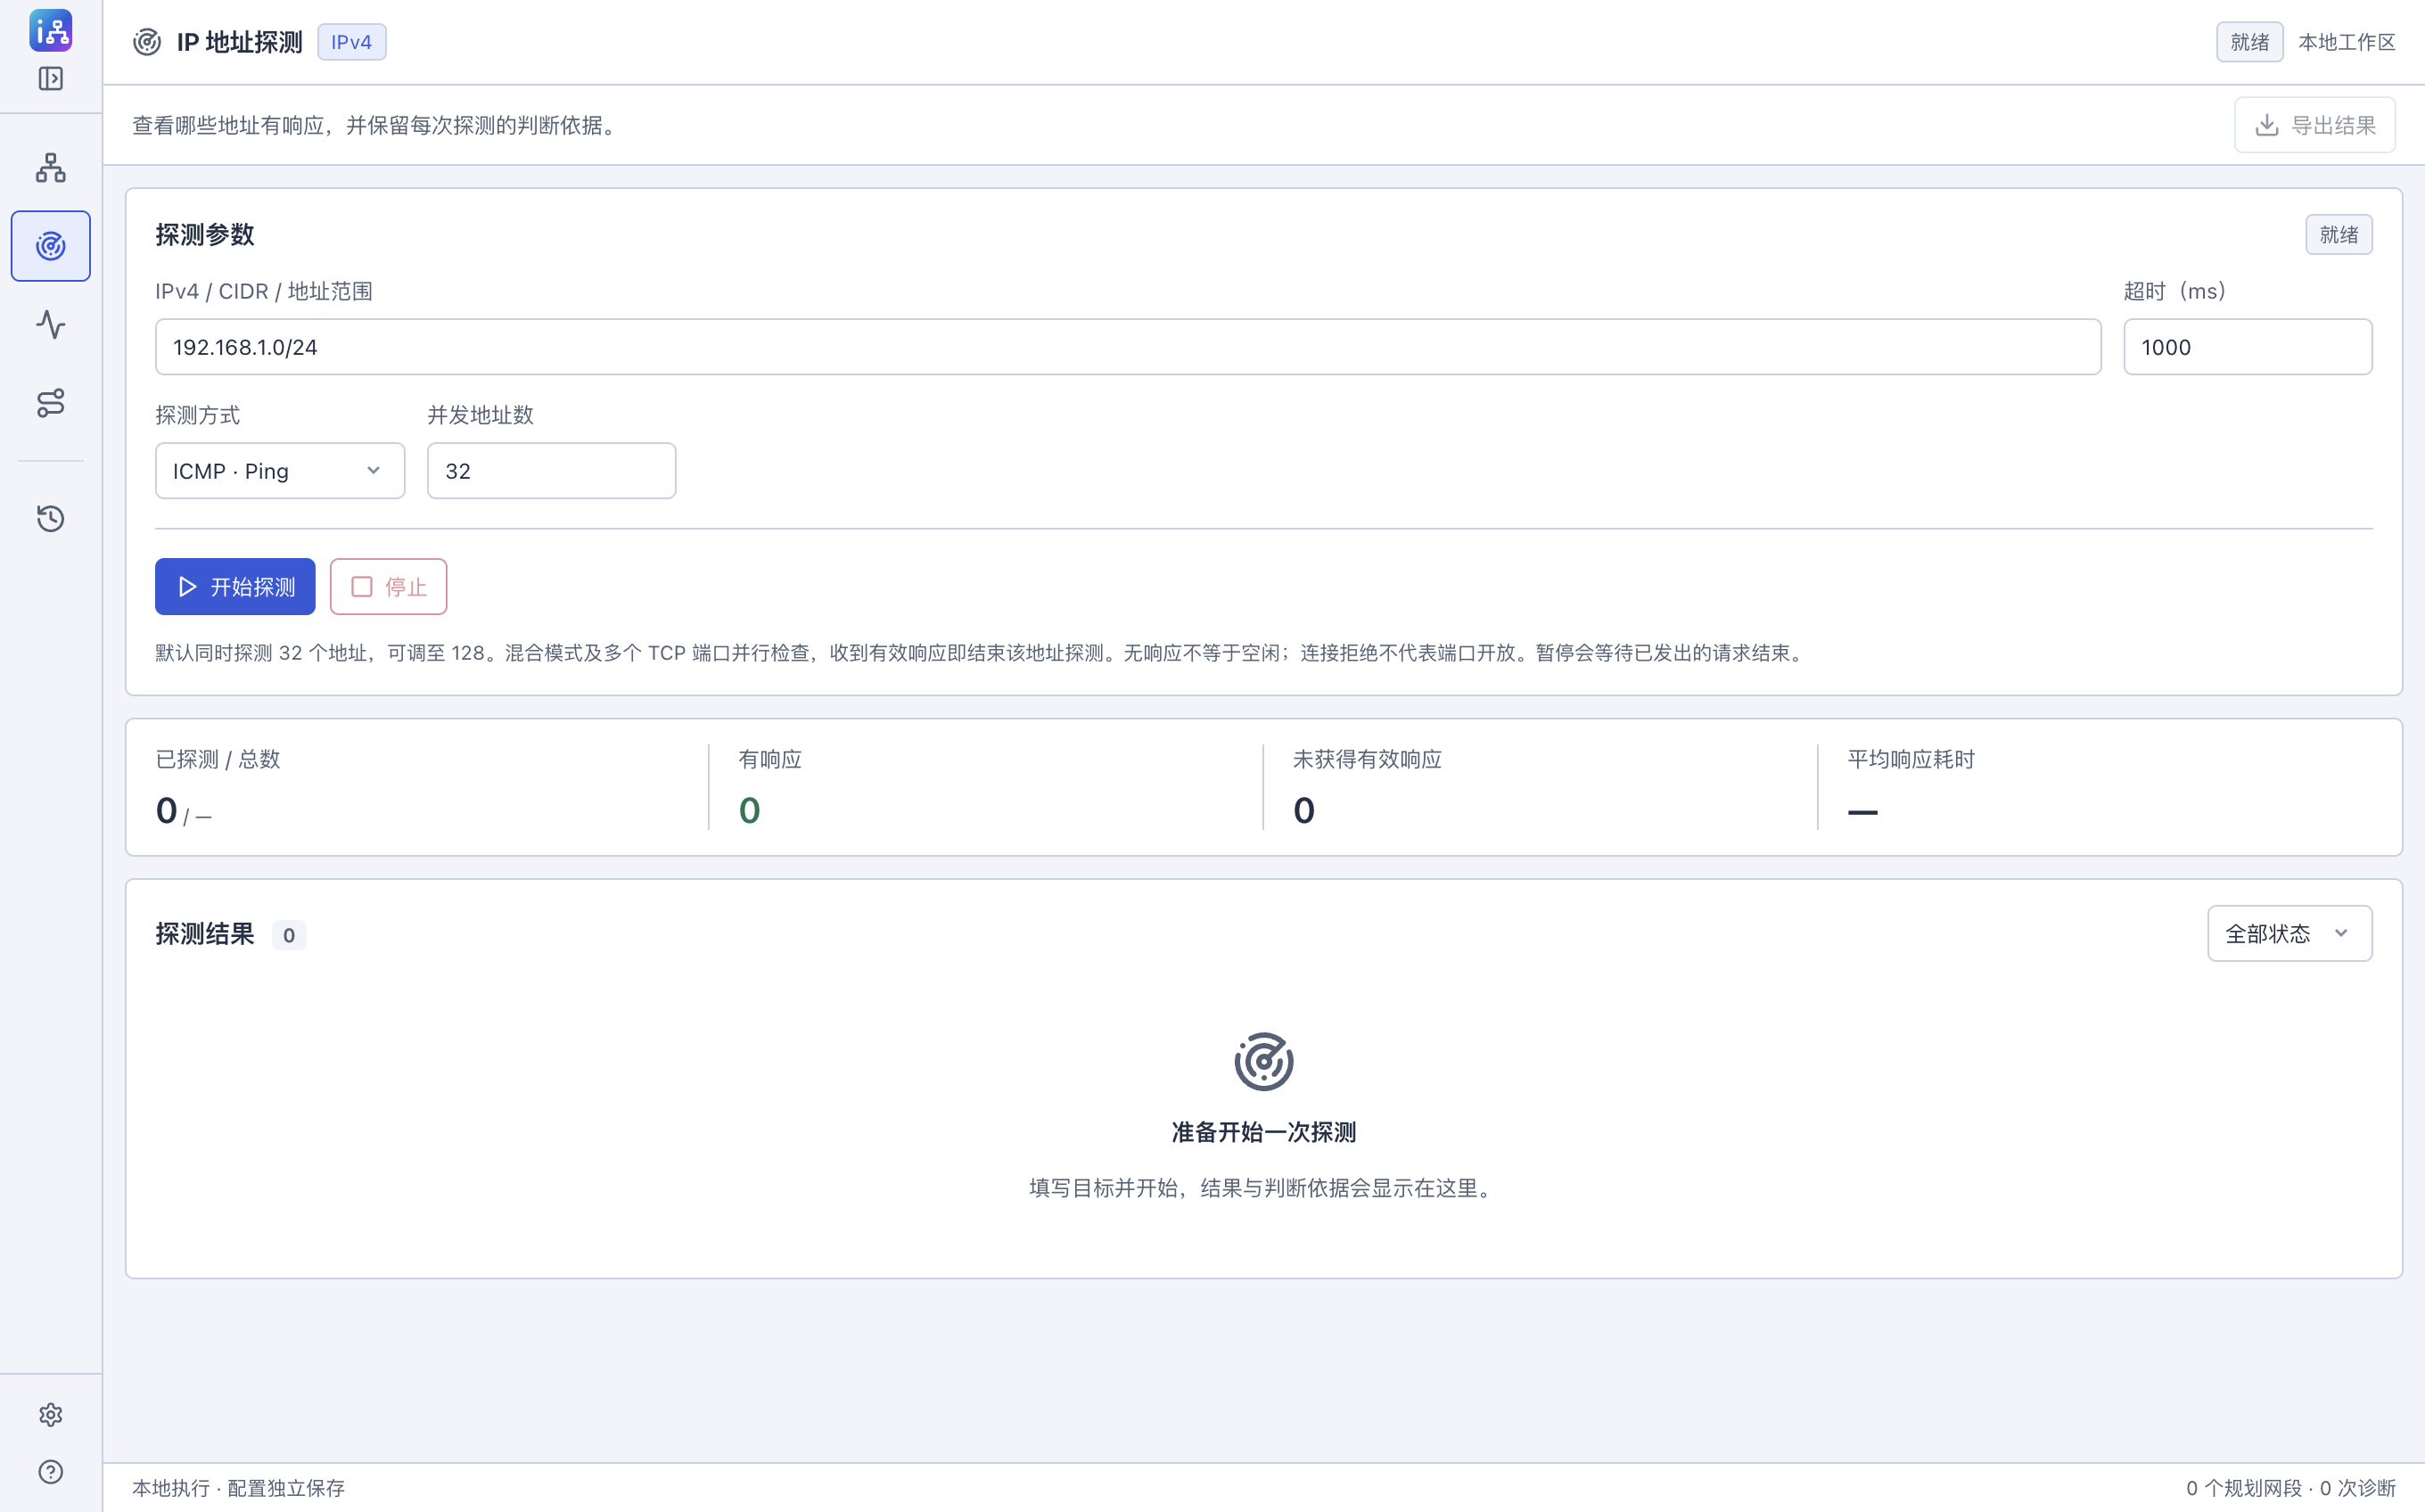 IP 地址探测 IPv4 就绪 本地工作区
查看哪些地址有响应，并保留每次探测的判断依据。 导出结果
探测参数 就绪
IPv4 / CIDR / 地址范围 超时（ms）
192.168.1.0/24 1000
探测方式 并发地址数
ICMP · Ping 32
开始探测 停止
默认同时探测 32 个地址，可调至 128。混合模式及多个 TCP 端口并行检查，收到有效响应即结束该地址探测。无响应不等于空闲；连接拒绝不代表端口开放。暂停会等待已发出的请求结束。
已探测 / 总数 有响应 未获得有效响应 平均响应耗时
0 / — 0 0 —
探测结果 0 全部状态
准备开始一次探测
填写目标并开始，结果与判断依据会显示在这里。
本地执行 · 配置独立保存 0 个规划网段 · 0 次诊断